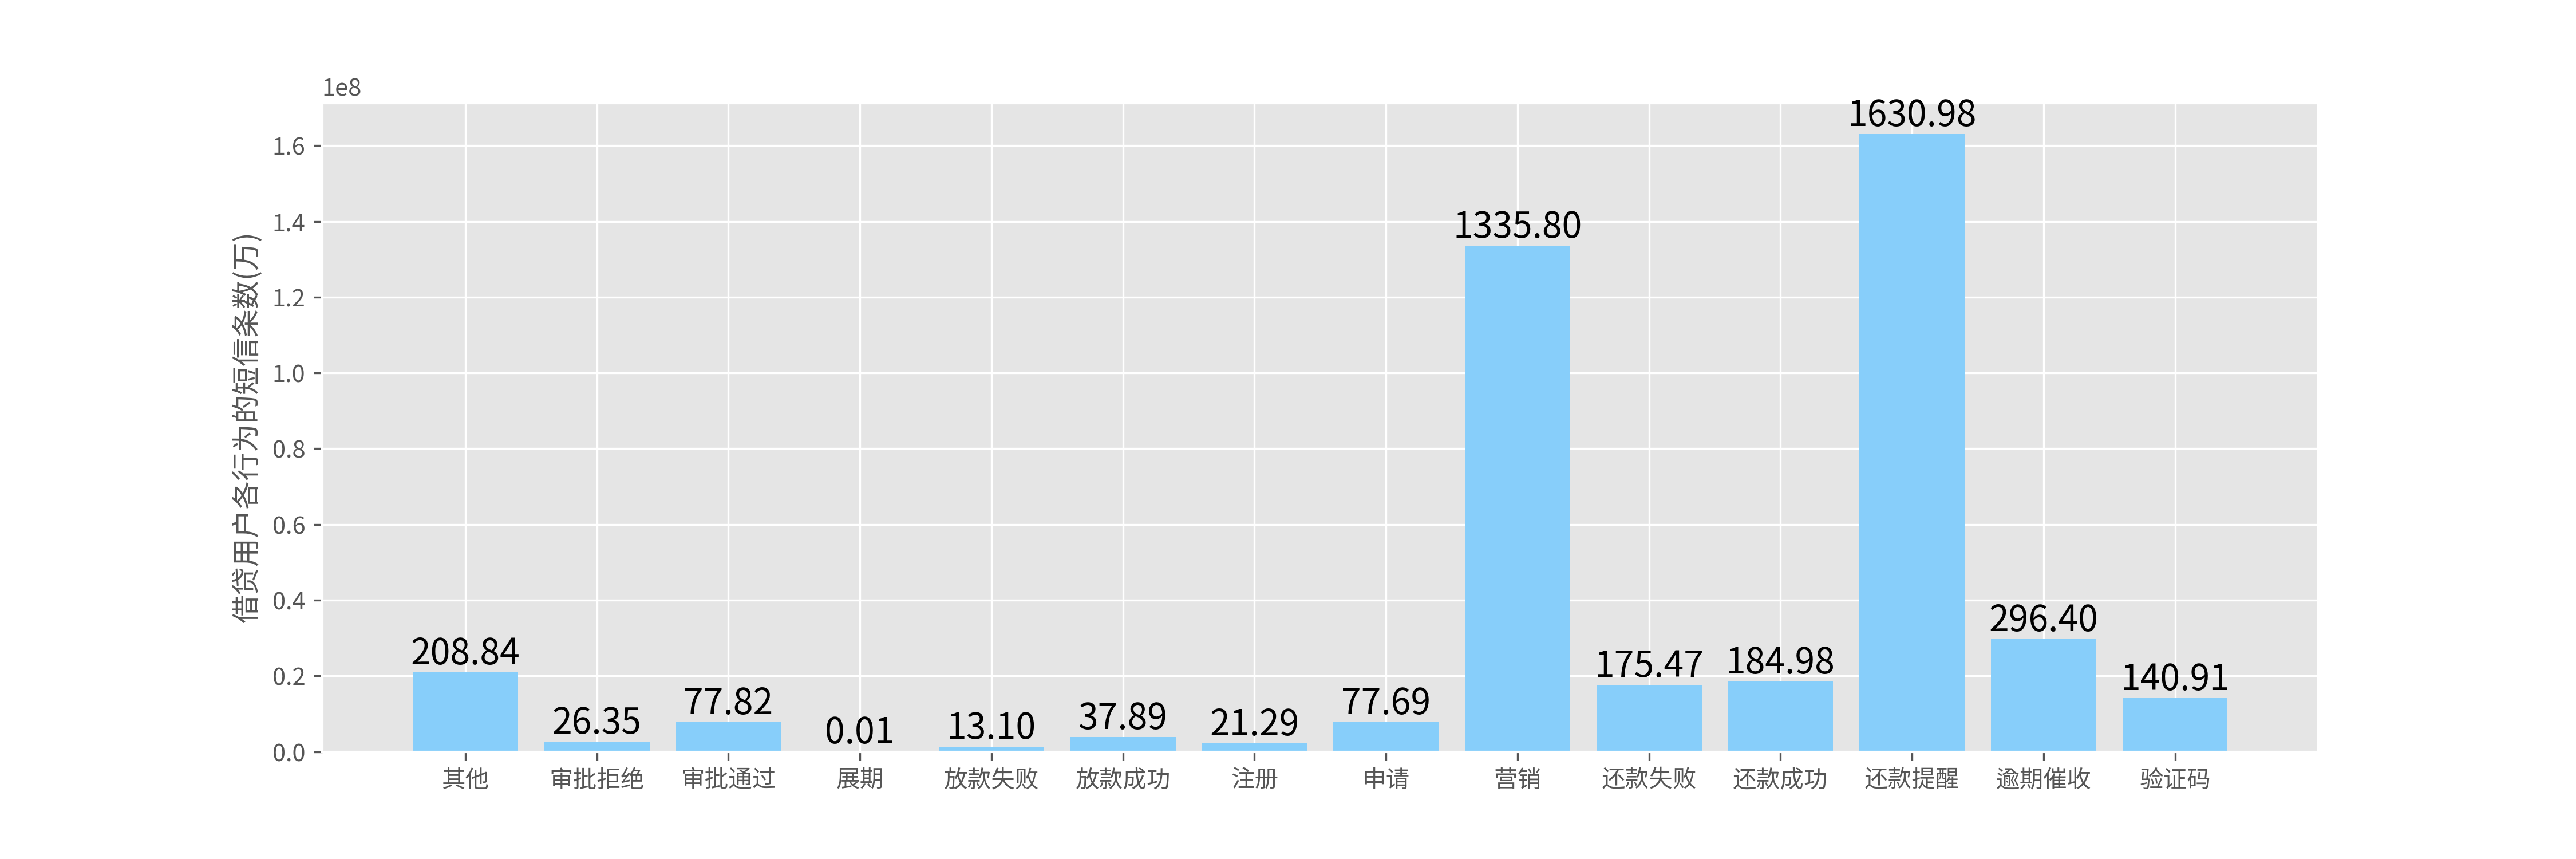 1e8
借贷用户各行为的短信条数(万)
1.6
1.4
1.2
1.0
0.8
0.6
0.4
0.2
0.0
208.84
26.35
77.82
0.01
13.10
37.89
21.29
77.69
1335.80
175.47
184.98
1630.98
296.40
140.91
其他
审批拒绝
审批通过
展期
放款失败
放款成功
注册
申请
营销
还款失败
还款成功
还款提醒
逾期催收
验证码